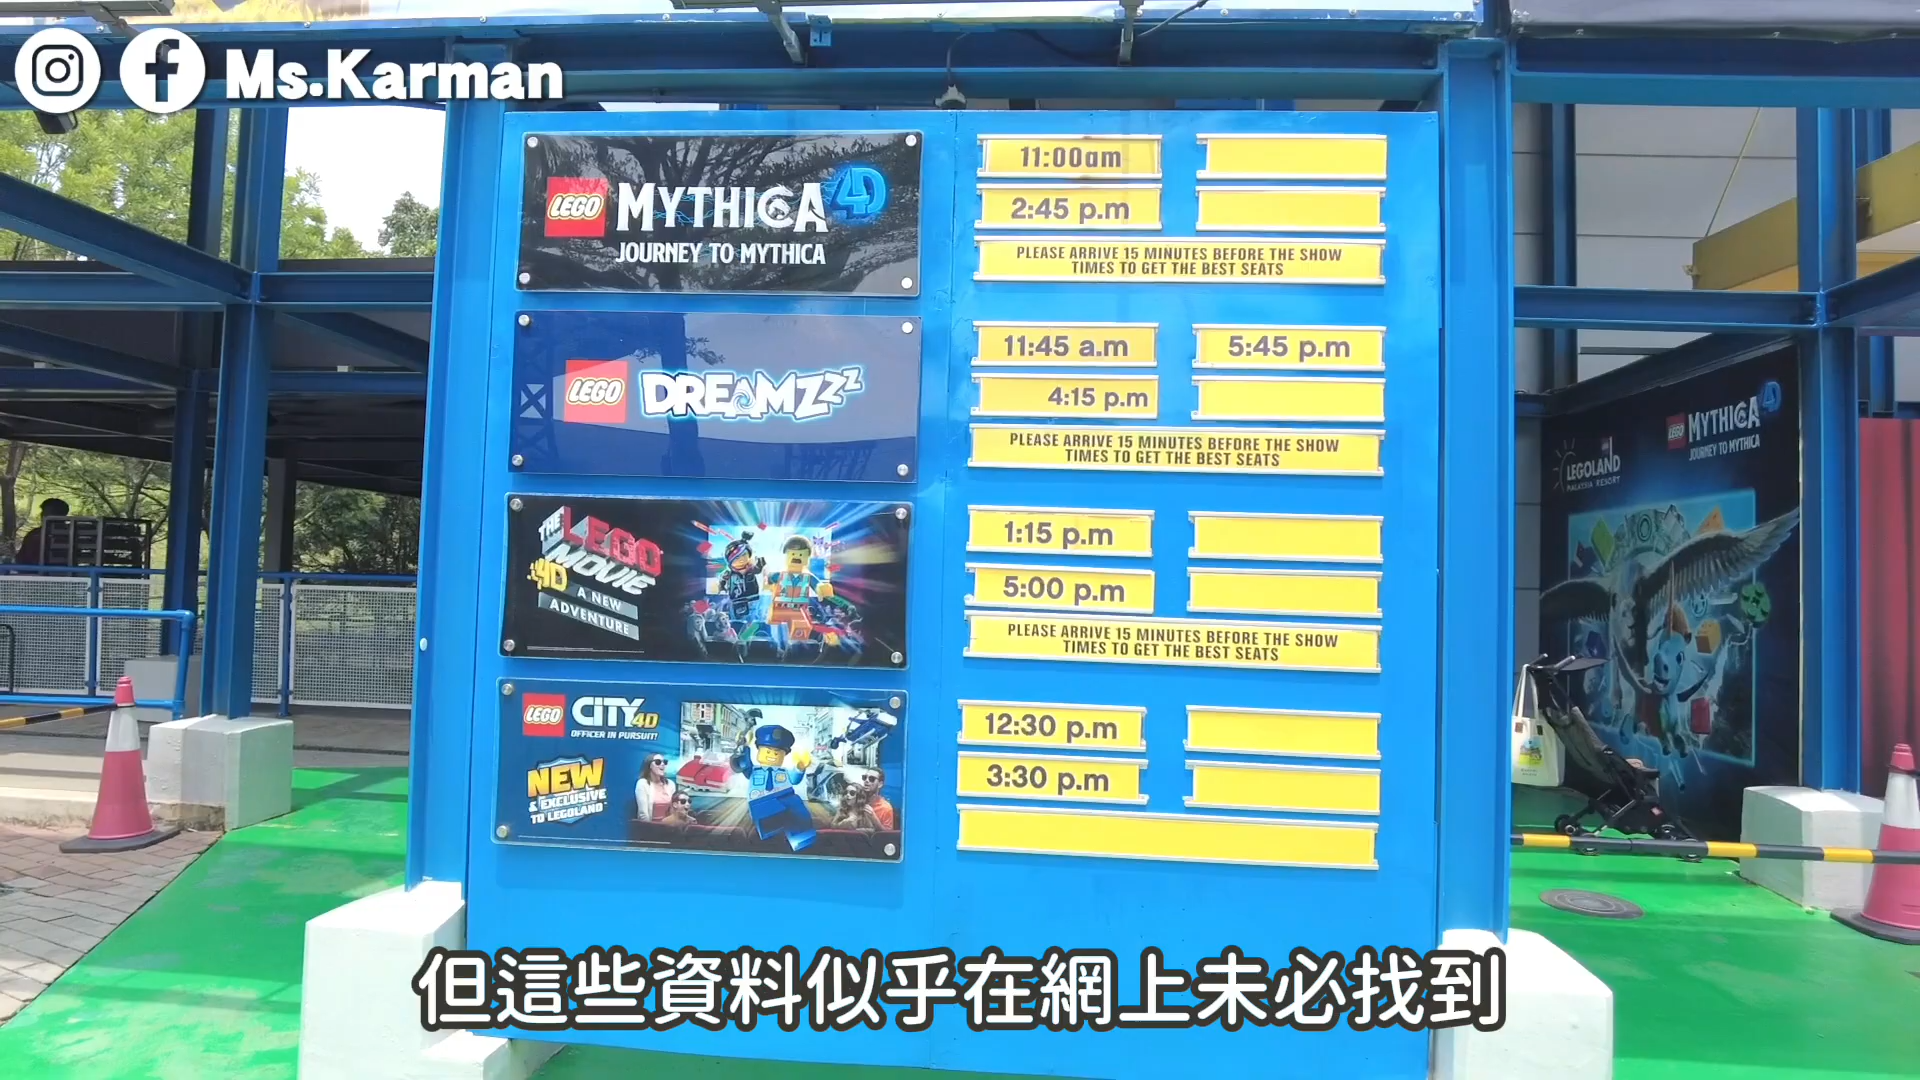 Ms.Karman
LEGO MYTHICA 4D
JOURNEY TO MYTHICA
11:00am
2:45 p.m
PLEASE ARRIVE 15 MINUTES BEFORE THE SHOW
TIMES TO GET THE BEST SEATS
LEGO DREAMZzz
11:45 a.m
5:45 p.m
4:15 p.m
PLEASE ARRIVE 15 MINUTES BEFORE THE SHOW
TIMES TO GET THE BEST SEATS
THE LEGO
MOVIE
4D
A NEW
ADVENTURE
1:15 p.m
5:00 p.m
PLEASE ARRIVE 15 MINUTES BEFORE THE SHOW
TIMES TO GET THE BEST SEATS
LEGO CITY 4D
OFFICER IN PURSUIT!
NEW
& EXCLUSIVE
TO LEGOLAND
12:30 p.m
3:30 p.m
LEGOLAND
MALAYSIA RESORT
LEGO MYTHICA 4D
JOURNEY TO MYTHICA
但這些資料似乎在網上未必找到